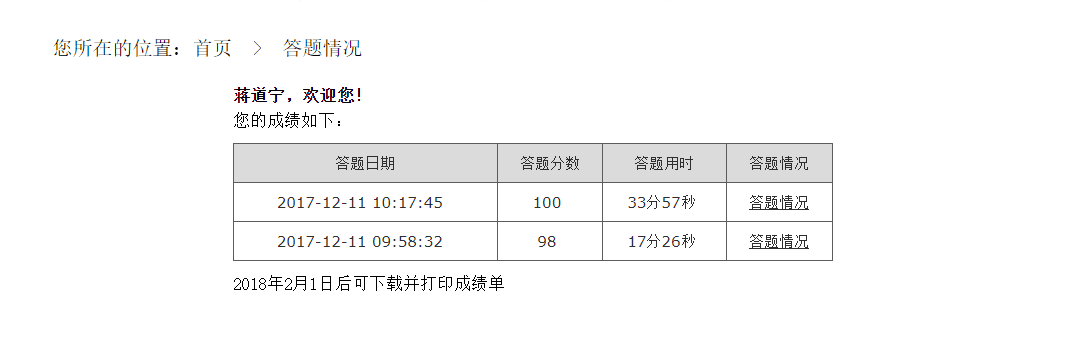 您所在的位置：首页 > 答题情况
蒋道宁，欢迎您！
您的成绩如下：
答题日期 答题分数 答题用时 答题情况
2017-12-11 10:17:45 100 33分57秒 答题情况
2017-12-11 09:58:32 98 17分26秒 答题情况
2018年2月1日后可下载并打印成绩单